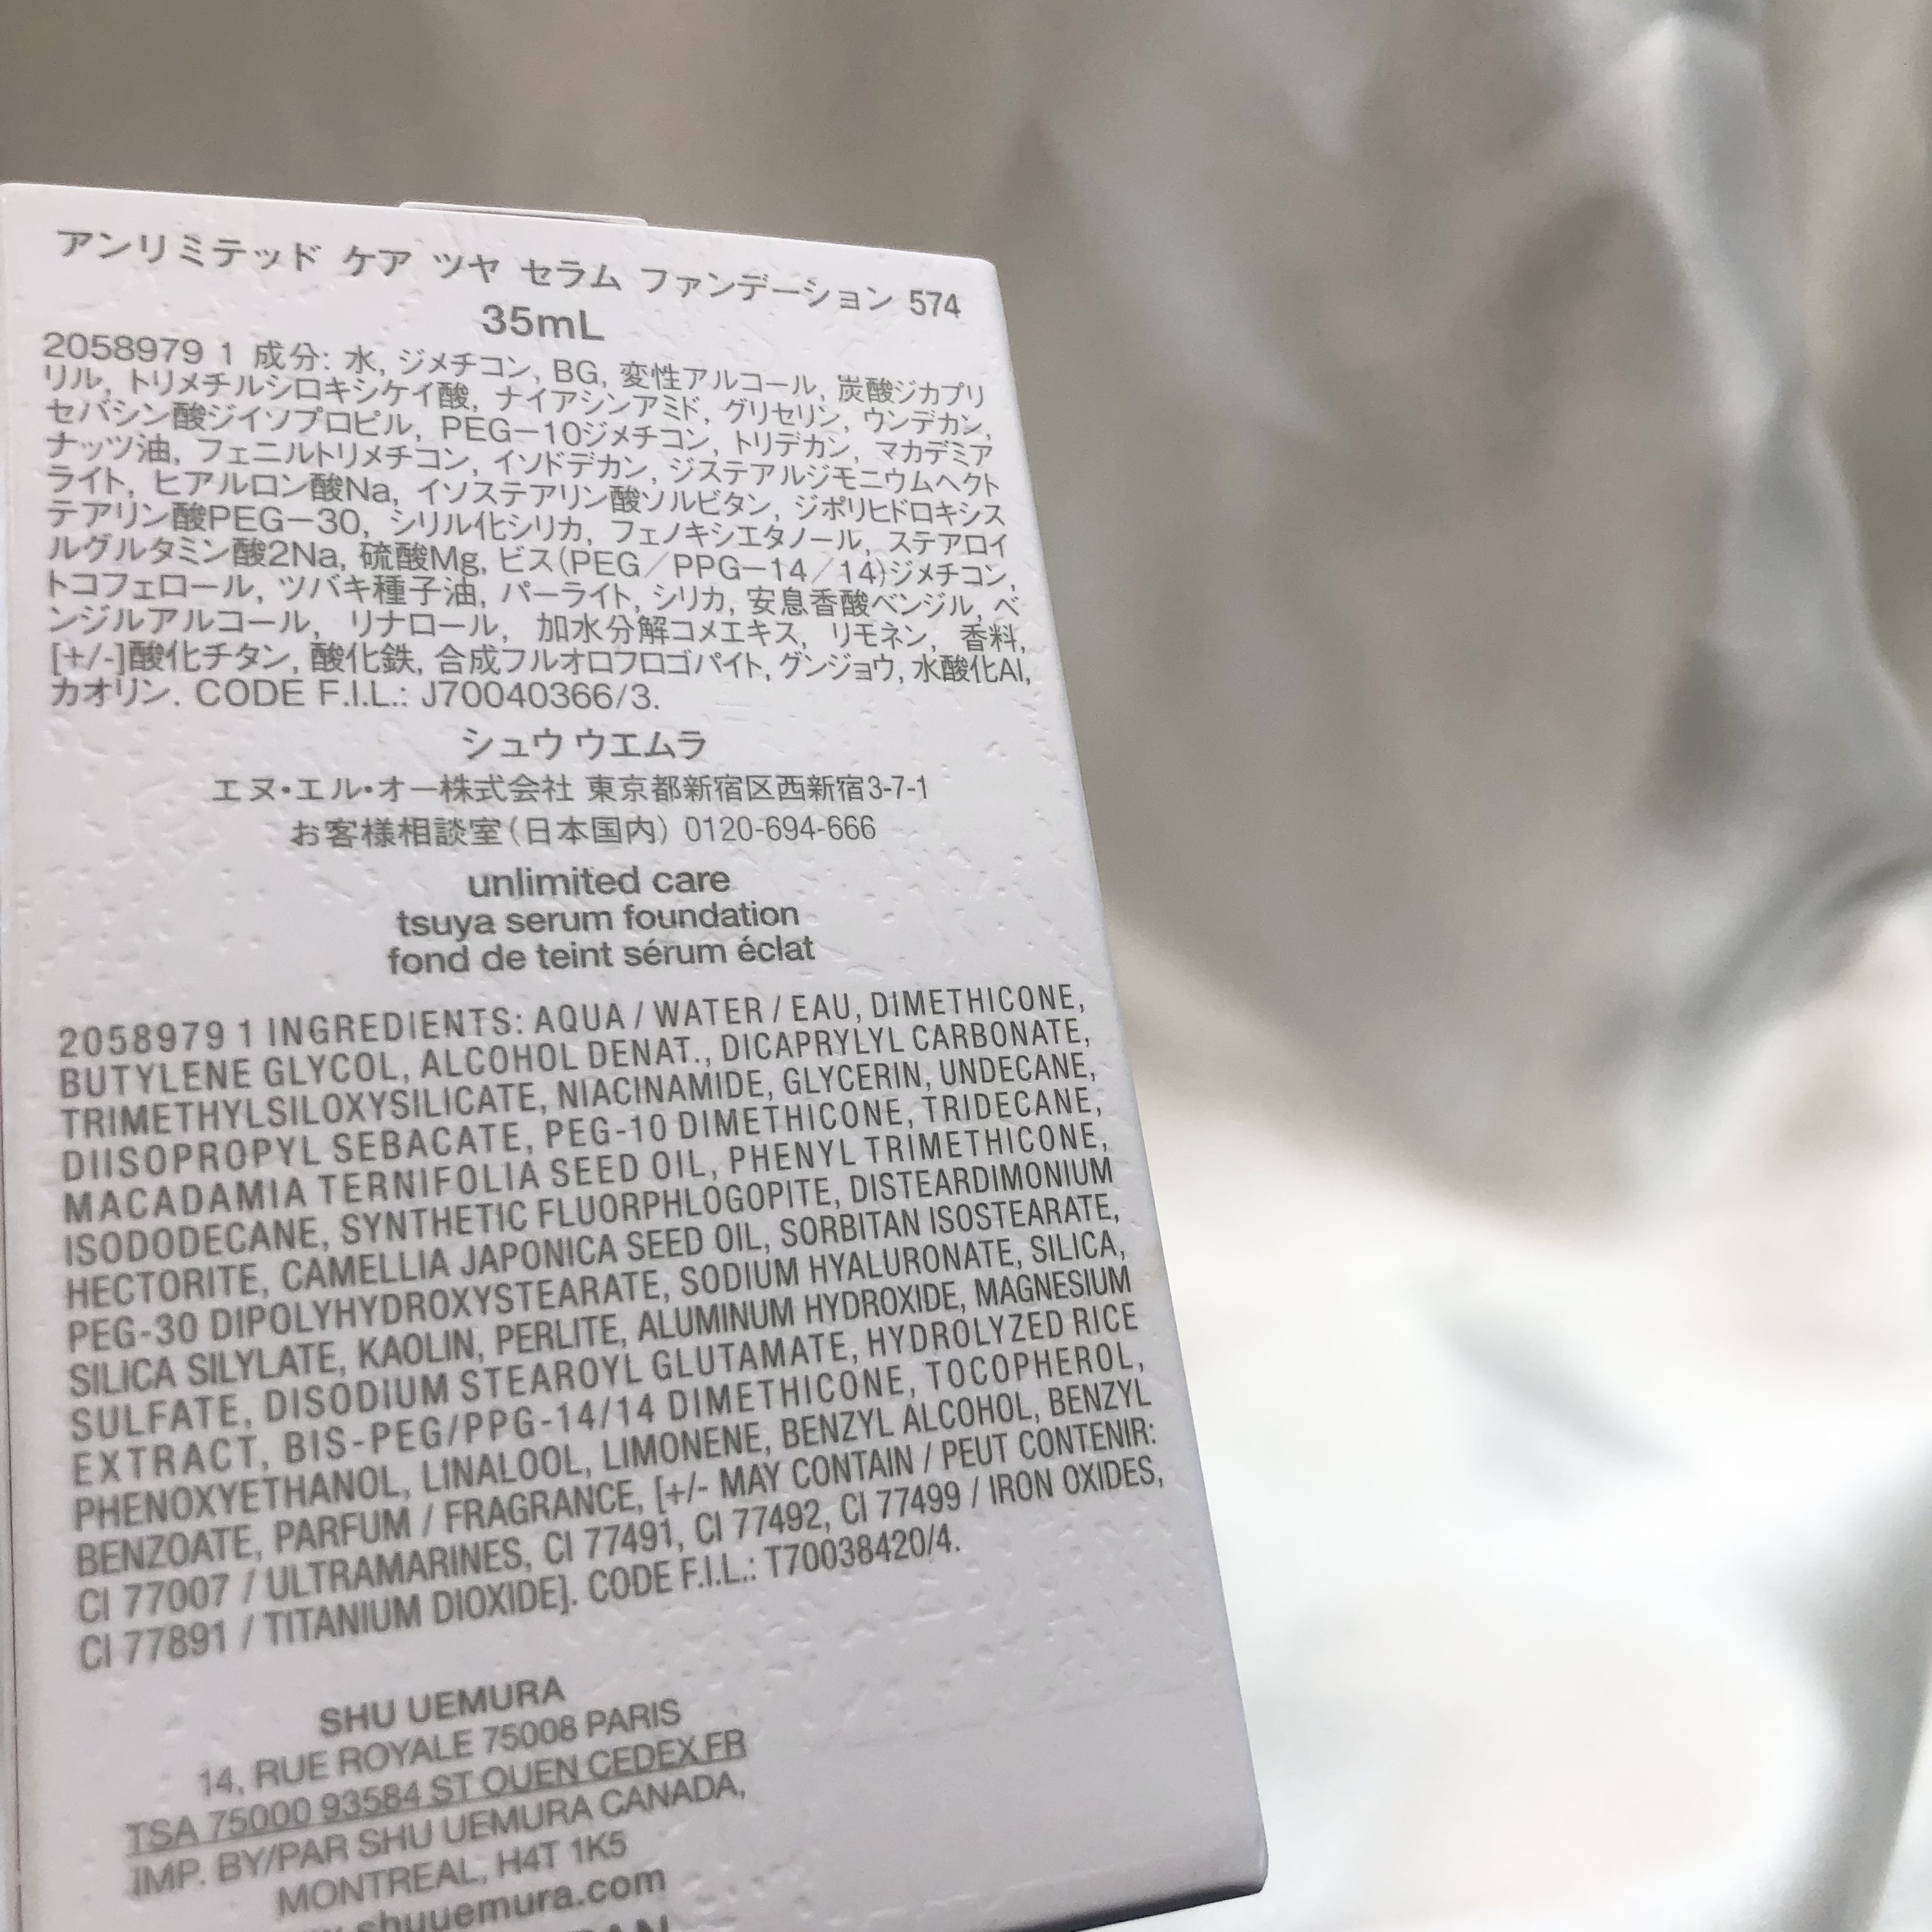 アンリミテッド ケア ツヤ セラム ファンデーション 574
35mL
2058979 1 成分: 水, ジメチコン, BG, 変性アルコール, 炭酸ジカプリ
リル, トリメチルシロキシケイ酸, ナイアシンアミド, グリセリン, ウンデカン,
セバシン酸ジイソプロピル, PEG−10ジメチコン, トリデカン, マカデミア
ナッツ油, フェニルトリメチコン, イソドデカン, ジステアルジモニウムヘクト
ライト, ヒアルロン酸Na, イソステアリン酸ソルビタン, ジポリヒドロキシス
テアリン酸PEG−30, シリル化シリカ, フェノキシエタノール, ステアロイ
ルグルタミン酸2Na, 硫酸Mg, ビス(PEG/PPG−14/14)ジメチコン,
トコフェロール, ツバキ種子油, パーライト, シリカ, 安息香酸ベンジル, ベ
ンジルアルコール, リナロール, 加水分解コメエキス, リモネン, 香料,
[+/-]酸化チタン, 酸化鉄, 合成フルオロフロゴパイト, グンジョウ, 水酸化Al,
カオリン. CODE F.I.L.: J70040366/3.
シュウ ウエムラ
エヌ・エル・オー株式会社 東京都新宿区西新宿3-7-1
お客様相談室(日本国内) 0120-694-666
unlimited care
tsuya serum foundation
fond de teint sérum éclat
2058979 1 INGREDIENTS: AQUA / WATER / EAU, DIMETHICONE,
BUTYLENE GLYCOL, ALCOHOL DENAT., DICAPRYLYL CARBONATE,
TRIMETHYLSILOXYSILICATE, NIACINAMIDE, GLYCERIN, UNDECANE,
DIISOPROPYL SEBACATE, PEG-10 DIMETHICONE, TRIDECANE,
MACADAMIA TERNIFOLIA SEED OIL, PHENYL TRIMETHICONE,
ISODODECANE, SYNTHETIC FLUORPHLOGOPITE, DISTEARDIMONIUM
HECTORITE, CAMELLIA JAPONICA SEED OIL, SORBITAN ISOSTEARATE,
PEG-30 DIPOLYHYDROXYSTEARATE, SODIUM HYALURONATE, SILICA,
SILICA SILYLATE, KAOLIN, PERLITE, ALUMINUM HYDROXIDE, MAGNESIUM
SULFATE, DISODIUM STEAROYL GLUTAMATE, HYDROLYZED RICE
EXTRACT, BIS-PEG/PPG-14/14 DIMETHICONE, TOCOPHEROL,
PHENOXYETHANOL, LINALOOL, LIMONENE, BENZYL ALCOHOL, BENZYL
BENZOATE, PARFUM / FRAGRANCE, [+/- MAY CONTAIN / PEUT CONTENIR:
CI 77007 / ULTRAMARINES, CI 77491, CI 77492, CI 77499 / IRON OXIDES,
CI 77891 / TITANIUM DIOXIDE]. CODE F.I.L.: T70038420/4.
SHU UEMURA
14, RUE ROYALE 75008 PARIS
TSA 75000 93584 ST OUEN CEDEX FR
IMP. BY/PAR SHU UEMURA CANADA,
MONTREAL, H4T 1K5
shuuemura.com